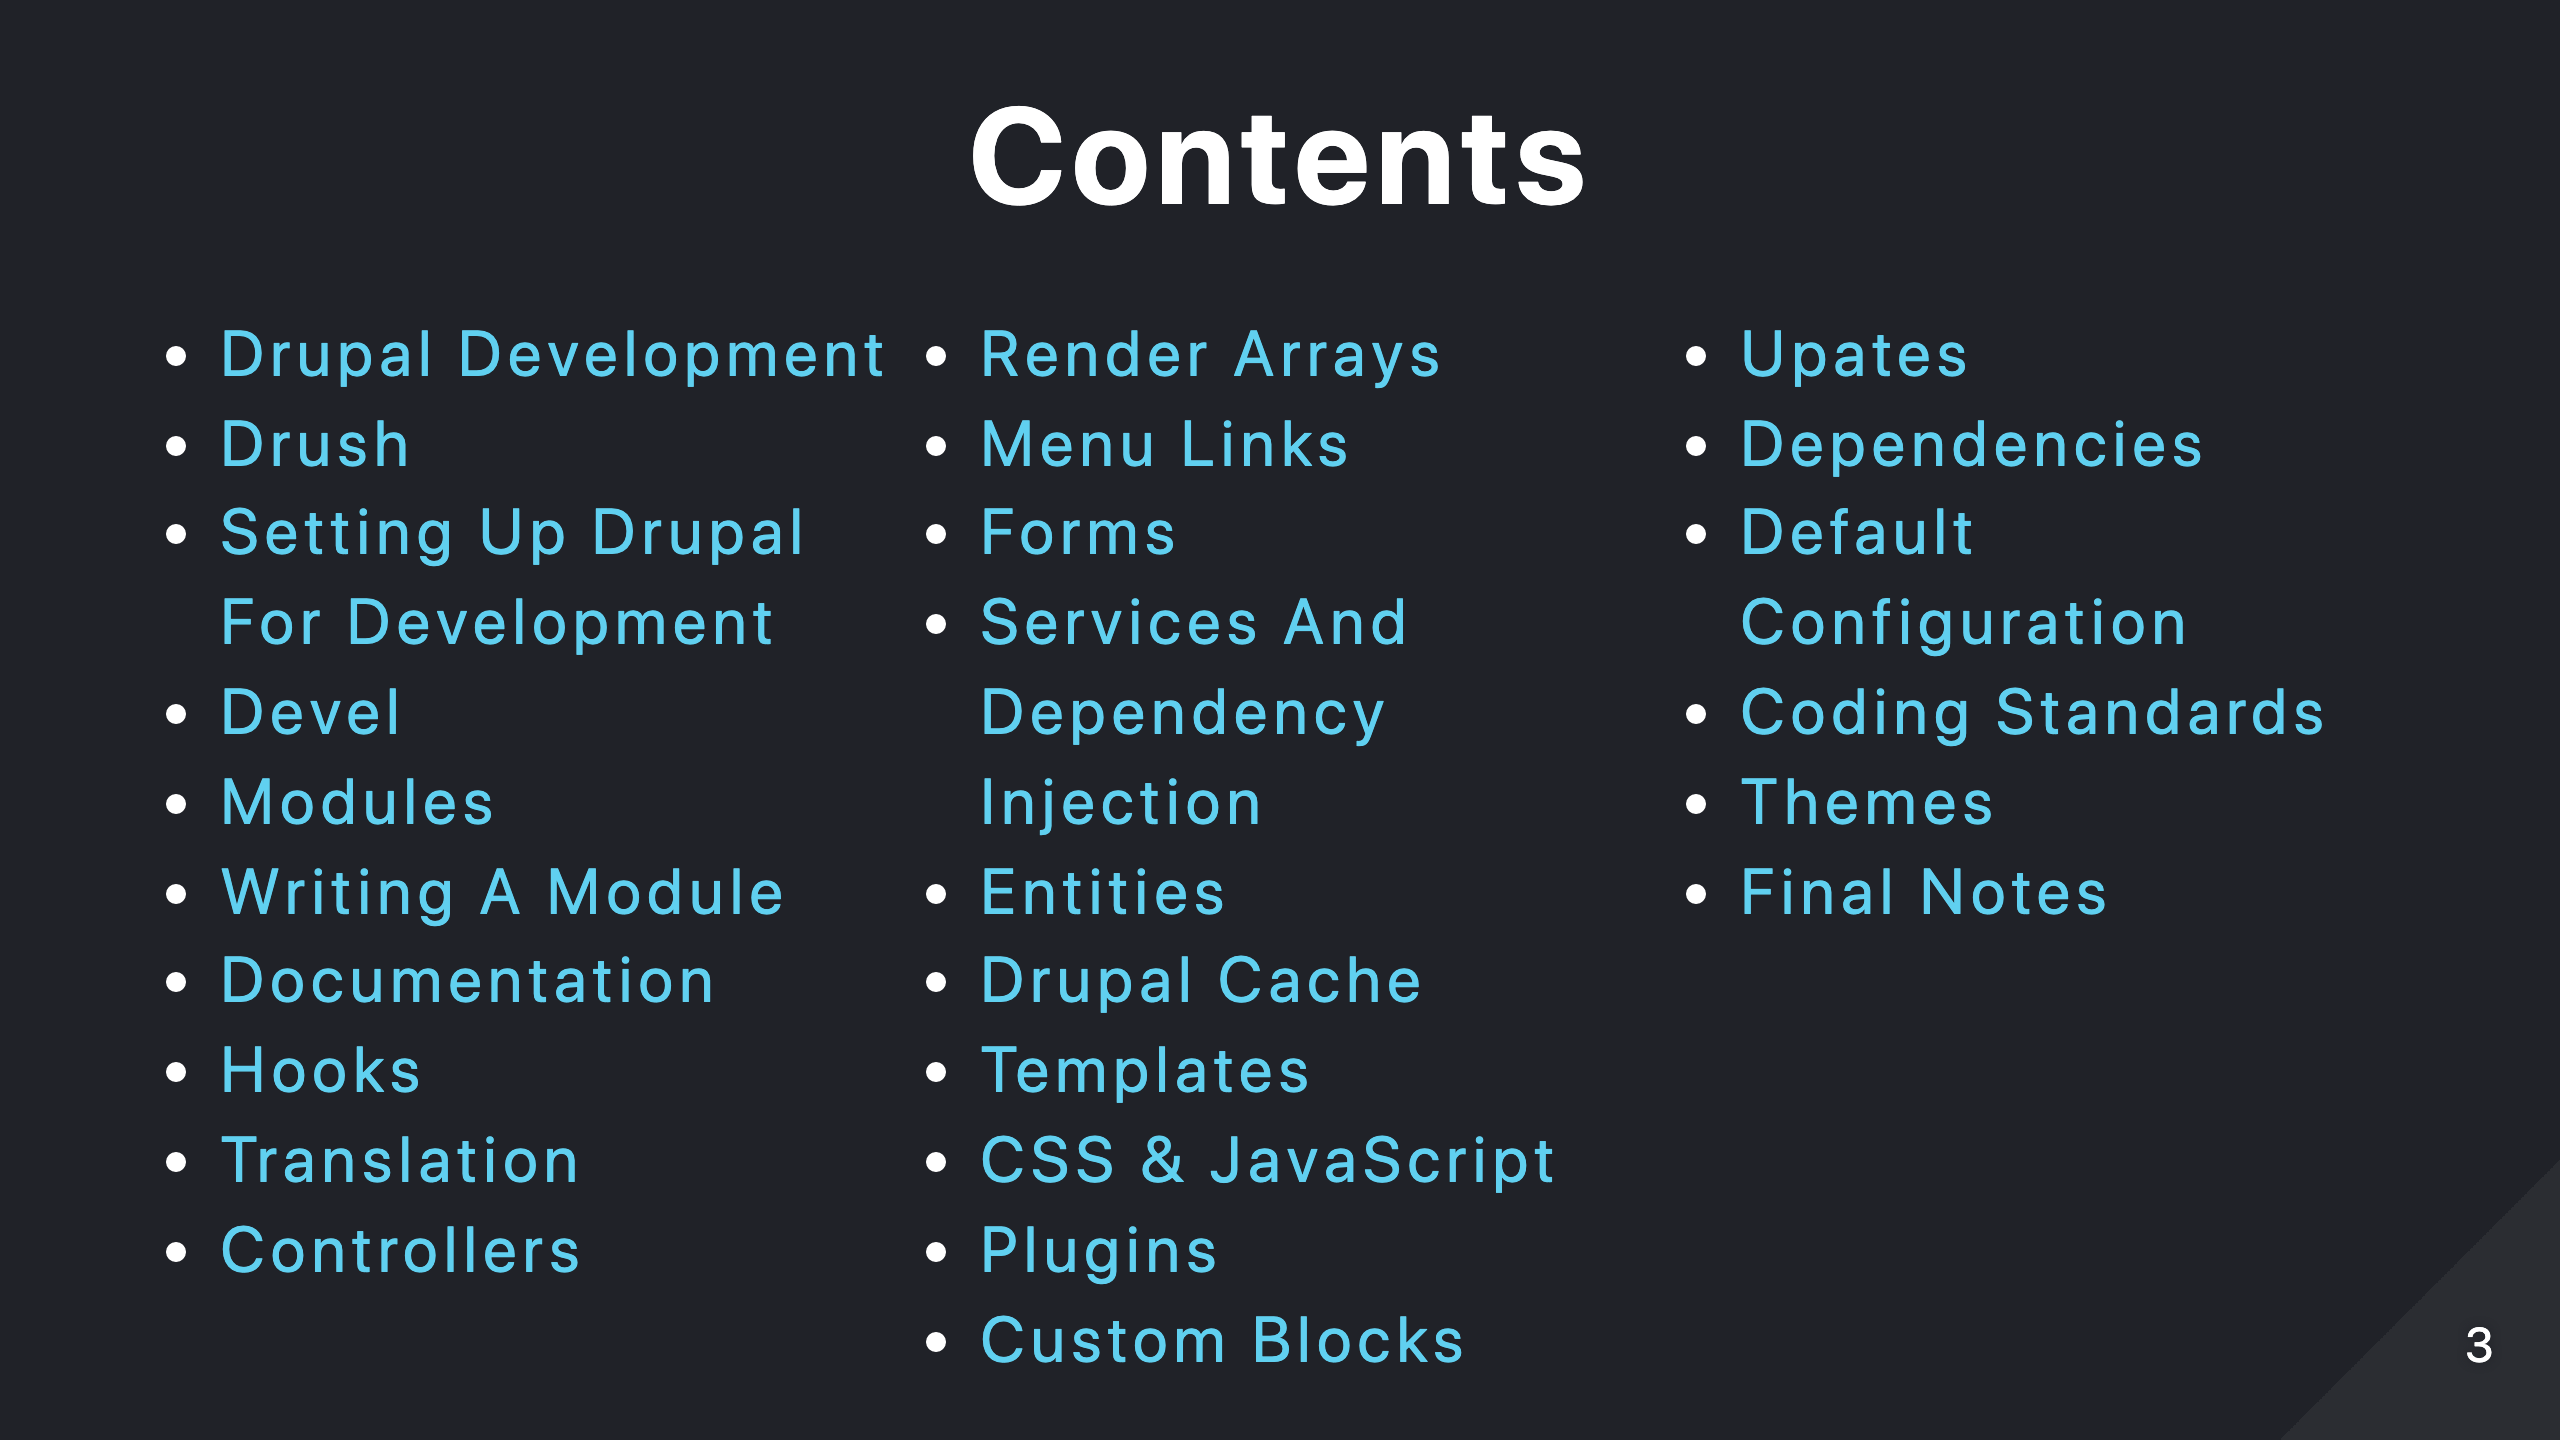 Contents
Drupal Development
Drush
Setting Up Drupal
For Development
Devel
Modules
Writing A Module
Documentation
Hooks
Translation
Controllers
Render Arrays
Menu Links
Forms
Services And
Dependency
Injection
Entities
Drupal Cache
Templates
CSS & JavaScript
Plugins
Custom Blocks
Upates
Dependencies
Default
Configuration
Coding Standards
Themes
Final Notes
3